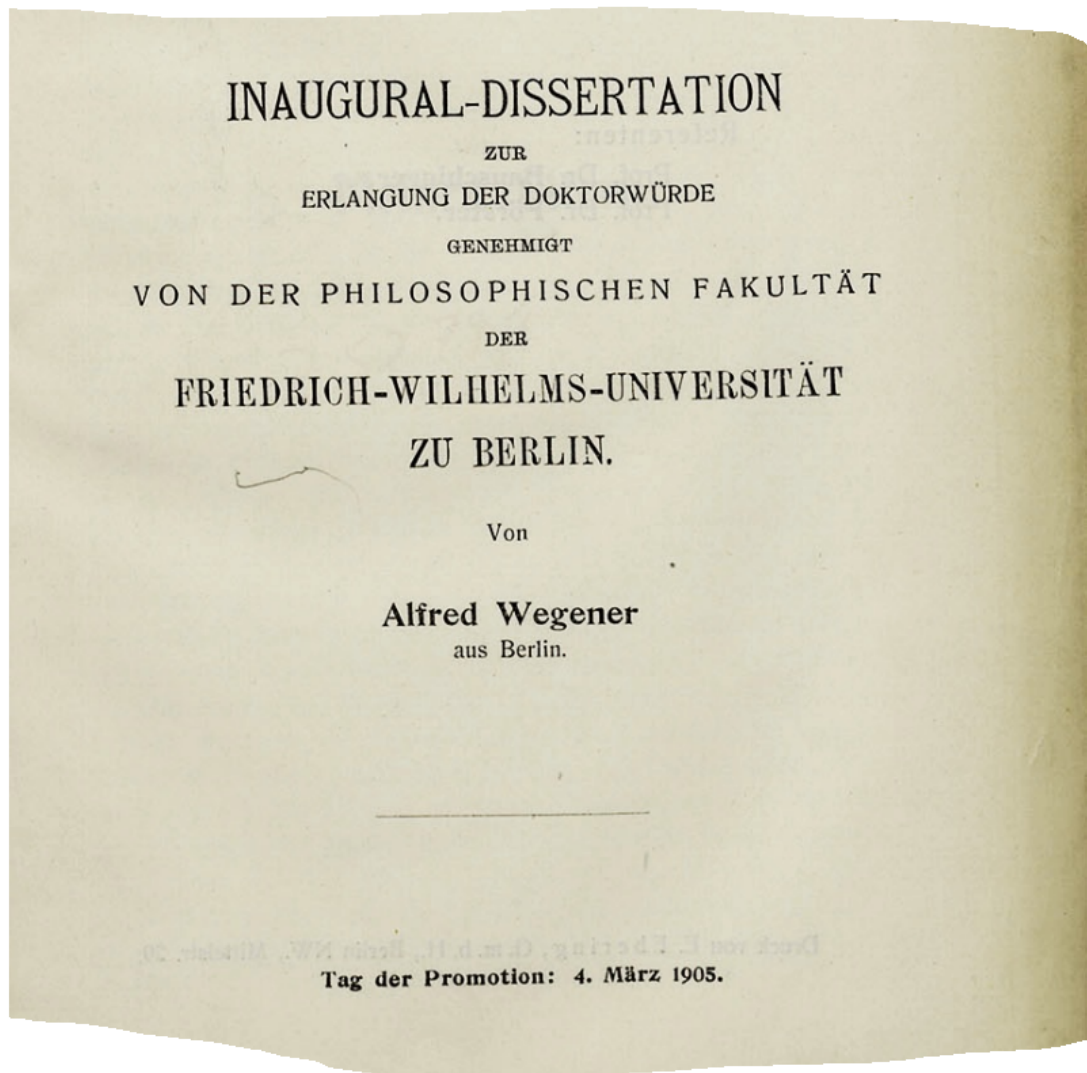 INAUGURAL-DISSERTATION
ZUR
ERLANGUNG DER DOKTORWÜRDE
GENEHMIGT
VON DER PHILOSOPHISCHEN FAKULTÄT
DER
FRIEDRICH-WILHELMS-UNIVERSITÄT
ZU BERLIN.
Von
Alfred Wegener
aus Berlin.
Tag der Promotion: 4. März 1905.